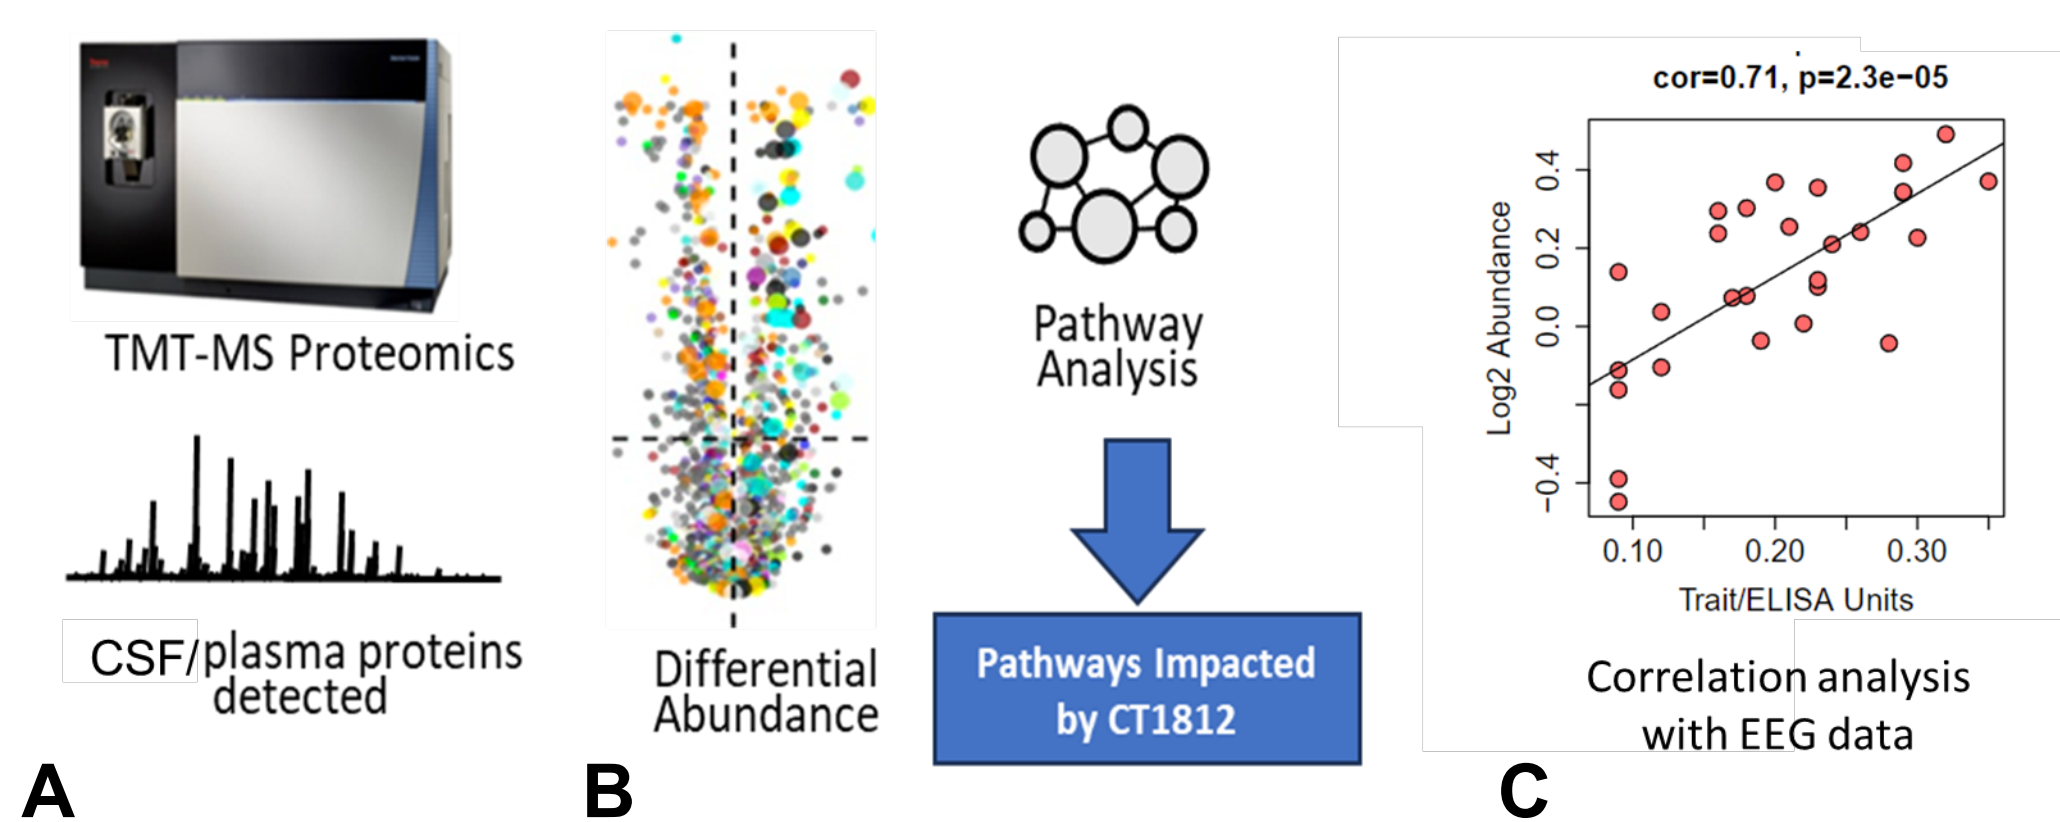 TMT-MS Proteomics
CSF/plasma proteins
detected
A
Differential
Abundance
B
Pathway
Analysis
Pathways Impacted
by CT1812
cor=0.71, p=2.3e−05
Log2 Abundance
0.4
0.2
0.0
−0.4
0.10 0.20 0.30
Trait/ELISA Units
Correlation analysis
with EEG data
C